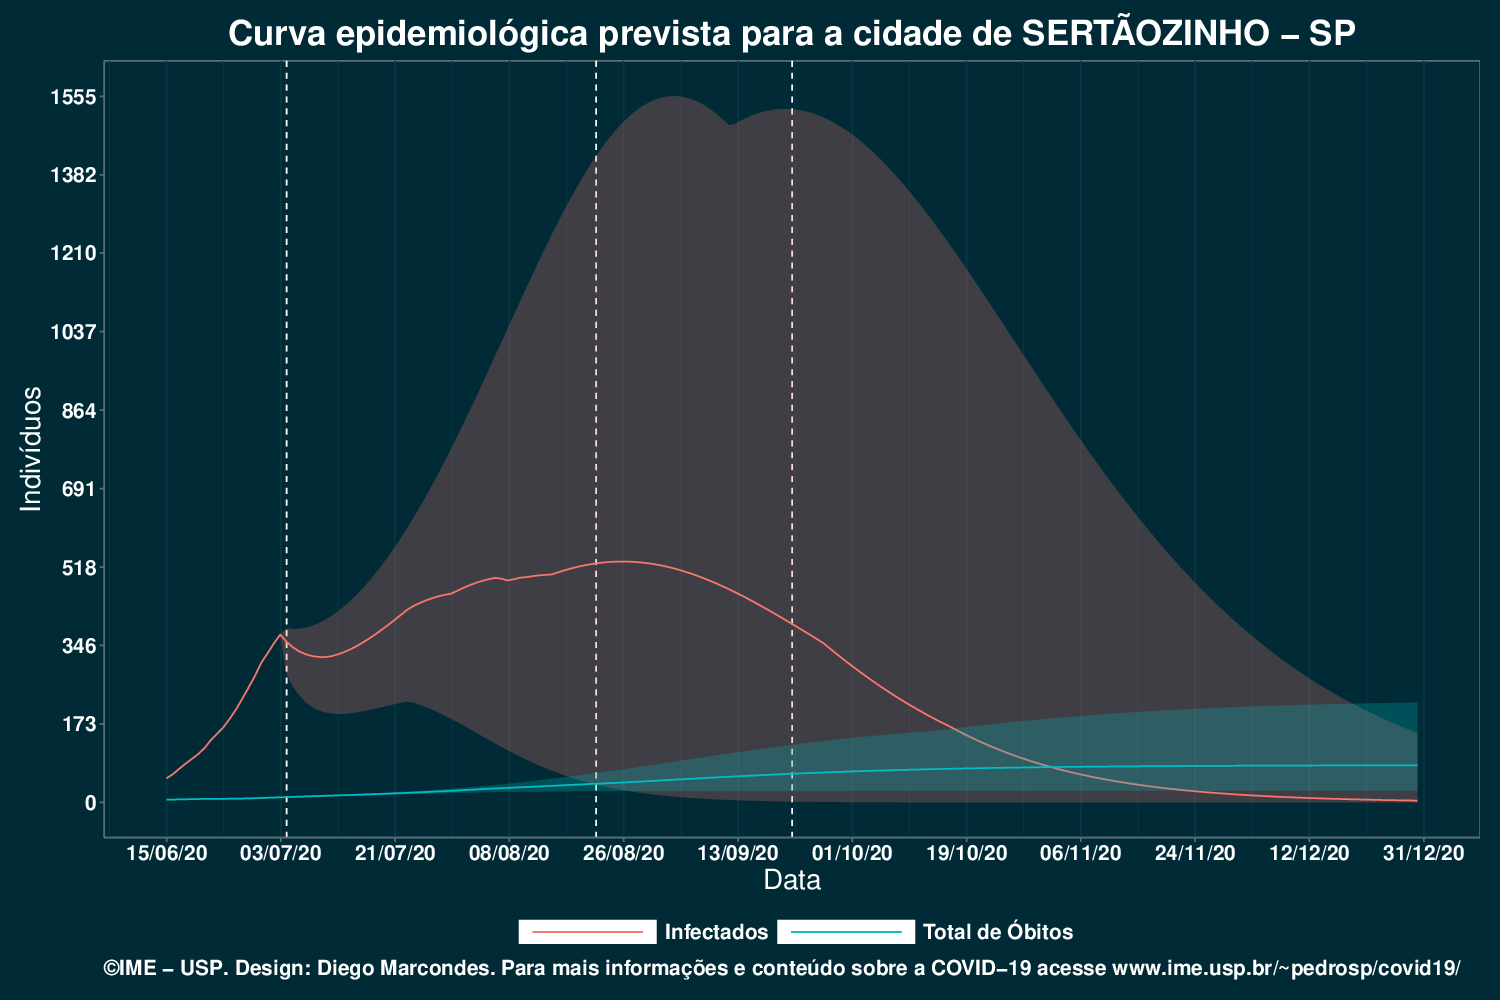 Curva epidemiológica prevista para a cidade de SERTÃOZINHO – SP
1555
1382
1210
1037
864
691
518
346
173
0
Indivíduos
15/06/20 03/07/20 21/07/20 08/08/20 26/08/20 13/09/20 01/10/20 19/10/20 06/11/20 24/11/20 12/12/20 31/12/20
Data
Infectados Total de Óbitos
©IME – USP. Design: Diego Marcondes. Para mais informações e conteúdo sobre a COVID–19 acesse www.ime.usp.br/~pedrosp/covid19/